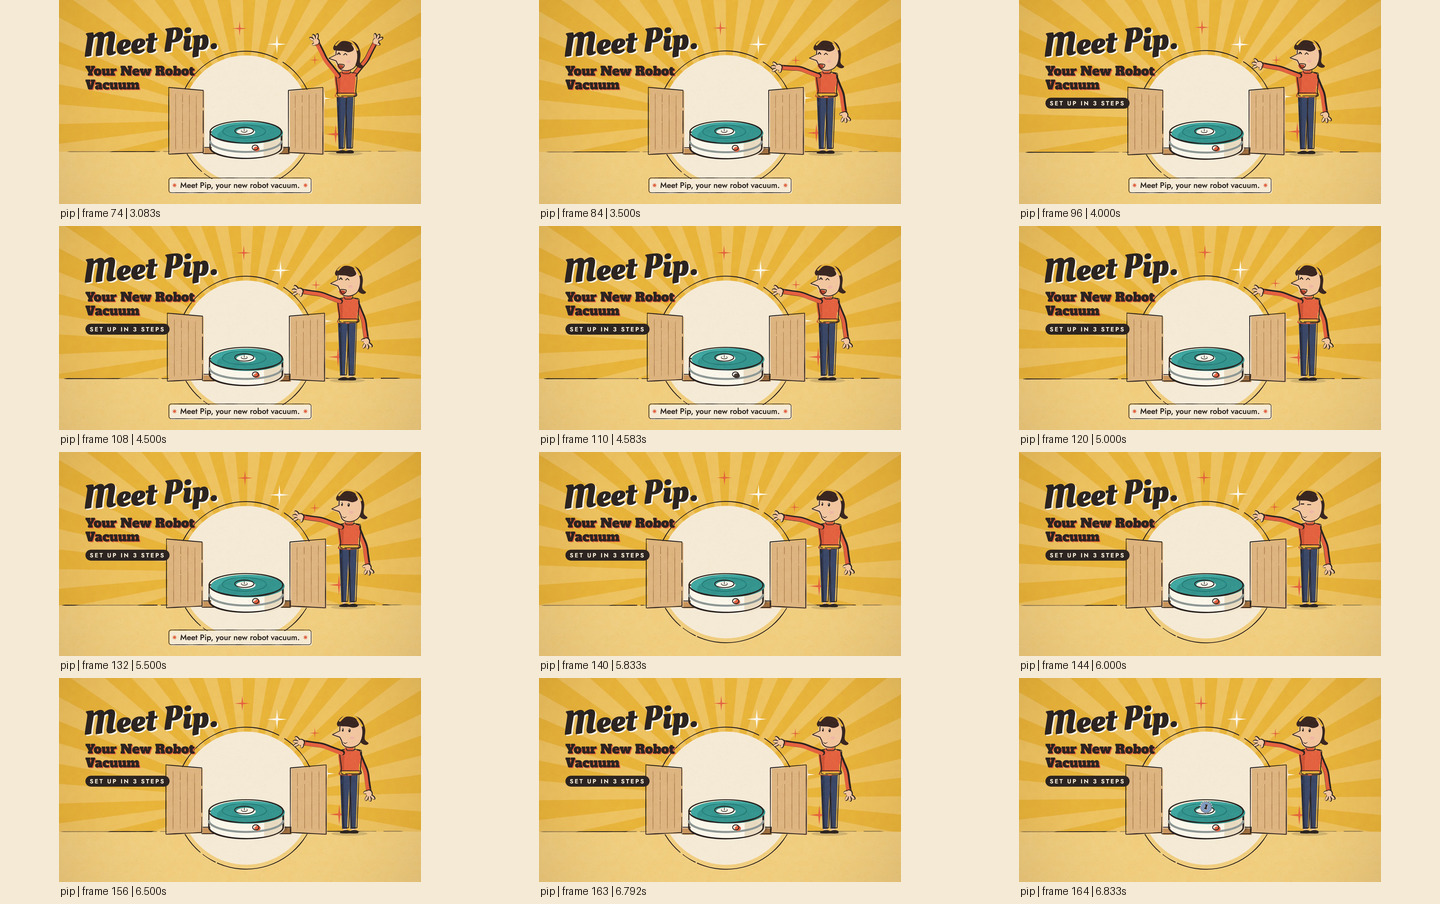 Meet Pip.
Your New Robot
Vacuum
Meet Pip, your new robot vacuum.
pip | frame 74 | 3.083s
Meet Pip.
Your New Robot
Vacuum
Meet Pip, your new robot vacuum.
pip | frame 84 | 3.500s
Meet Pip.
Your New Robot
Vacuum
SET UP IN 3 STEPS
Meet Pip, your new robot vacuum.
pip | frame 96 | 4.000s
Meet Pip.
Your New Robot
Vacuum
SET UP IN 3 STEPS
Meet Pip, your new robot vacuum.
pip | frame 108 | 4.500s
Meet Pip.
Your New Robot
Vacuum
SET UP IN 3 STEPS
Meet Pip, your new robot vacuum.
pip | frame 110 | 4.583s
Meet Pip.
Your New Robot
Vacuum
SET UP IN 3 STEPS
Meet Pip, your new robot vacuum.
pip | frame 120 | 5.000s
Meet Pip.
Your New Robot
Vacuum
SET UP IN 3 STEPS
Meet Pip, your new robot vacuum.
pip | frame 132 | 5.500s
Meet Pip.
Your New Robot
Vacuum
SET UP IN 3 STEPS
pip | frame 140 | 5.833s
Meet Pip.
Your New Robot
Vacuum
SET UP IN 3 STEPS
pip | frame 144 | 6.000s
Meet Pip.
Your New Robot
Vacuum
SET UP IN 3 STEPS
pip | frame 156 | 6.500s
Meet Pip.
Your New Robot
Vacuum
SET UP IN 3 STEPS
pip | frame 163 | 6.792s
Meet Pip.
Your New Robot
Vacuum
SET UP IN 3 STEPS
pip | frame 164 | 6.833s